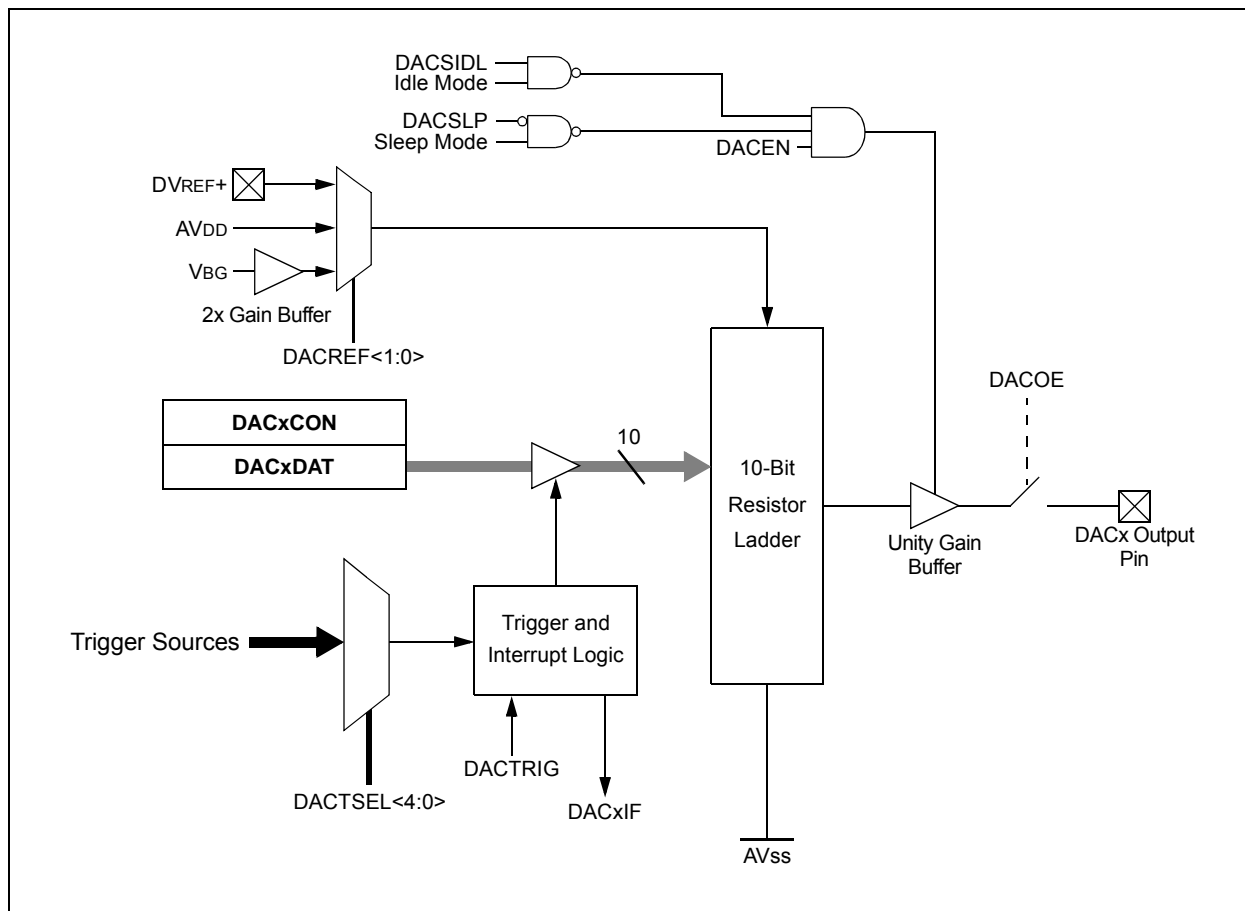 DACSIDL
Idle Mode
DACSLP
Sleep Mode
DACEN
DVREF+
AVDD
VBG
2x Gain Buffer
DACREF<1:0>
DACxCON
DACxDAT
10
10-Bit
Resistor
Ladder
DACOE
Unity Gain
Buffer
DACx Output
Pin
Trigger Sources
Trigger and
Interrupt Logic
DACTRIG
DACxIF
DACTSEL<4:0>
AVss